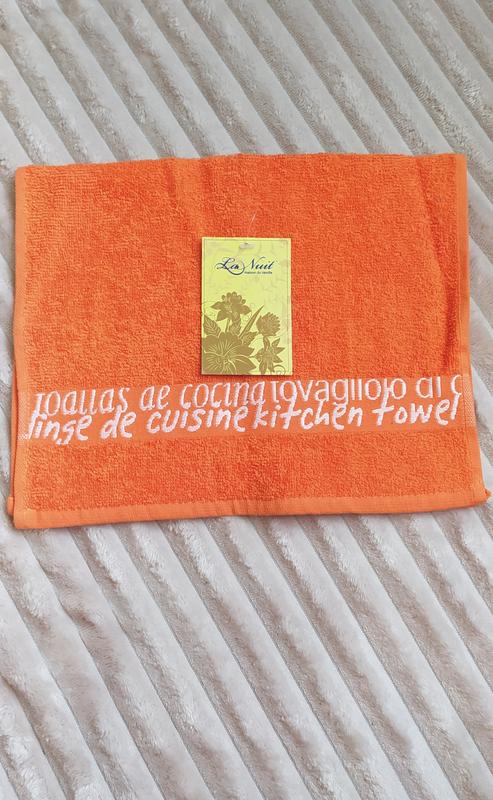 La Nuit
toallas de cocina tovagliolo di c
linge de cuisine kitchen towel